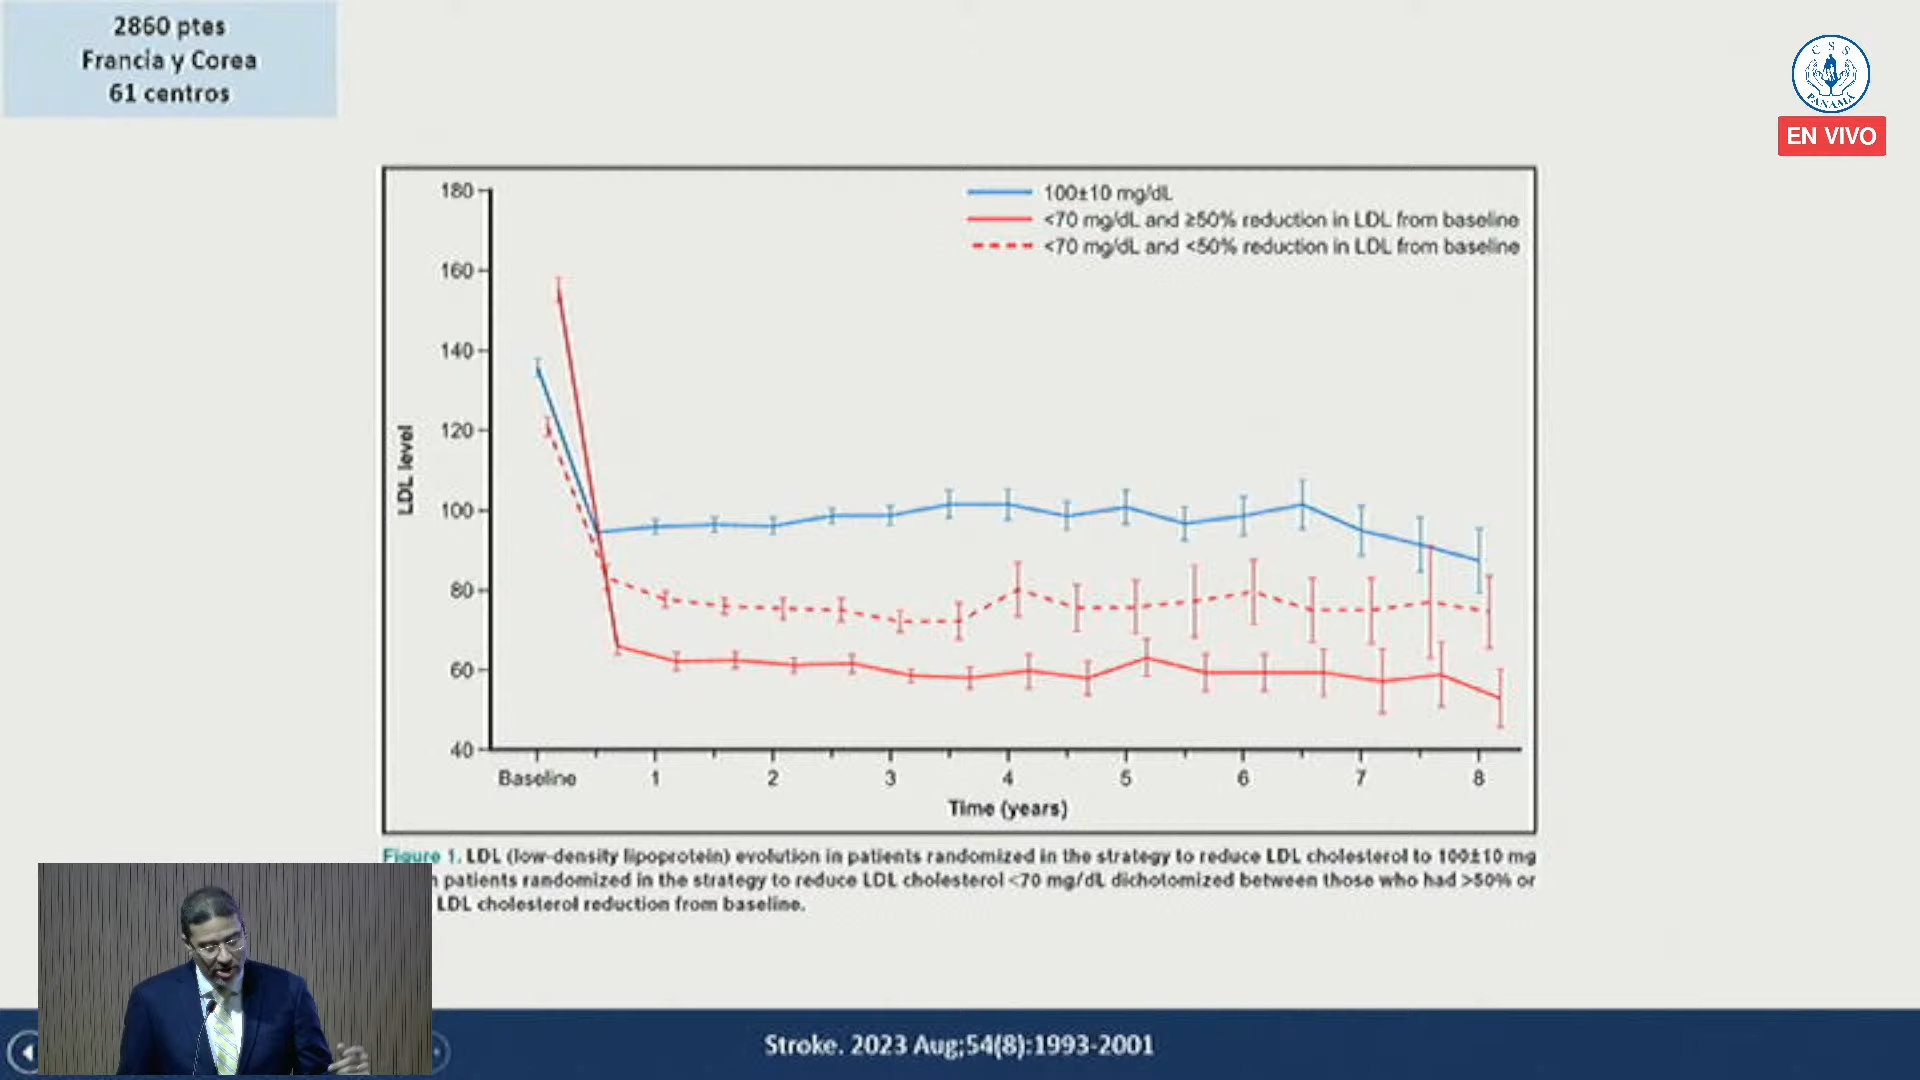 2860 ptes
Francia y Corea
61 centros
CSS
PANAMÁ
EN VIVO
180
160
140
120
100
80
60
40
LDL level
100±10 mg/dL
<70 mg/dL and ≥50% reduction in LDL from baseline
<70 mg/dL and <50% reduction in LDL from baseline
Baseline 1 2 3 4 5 6 7 8
Time (years)
Figure 1. LDL (low-density lipoprotein) evolution in patients randomized in the strategy to reduce LDL cholesterol to 100±10 mg
patients randomized in the strategy to reduce LDL cholesterol <70 mg/dL dichotomized between those who had >50% or
LDL cholesterol reduction from baseline.
Stroke. 2023 Aug;54(8):1993-2001